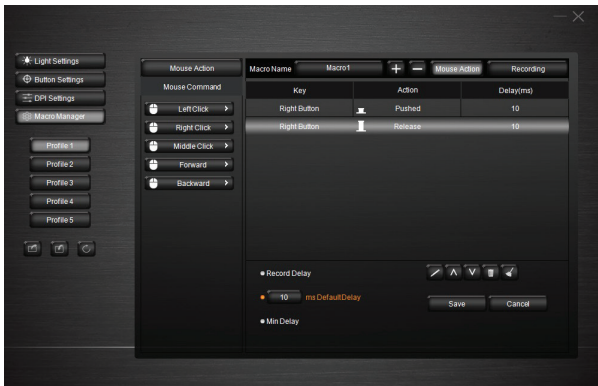 Light Settings
Button Settings
DPI Settings
Macro Manager
Profile 1
Profile 2
Profile 3
Profile 4
Profile 5
Mouse Action
Mouse Command
Left Click
Right Click
Middle Click
Forward
Backward
Macro Name Macro1 + − Mouse Action Recording
Key Action Delay(ms)
Right Button Pushed 10
Right Button Release 10
Record Delay
10 ms DefaultDelay
Min Delay
Save Cancel